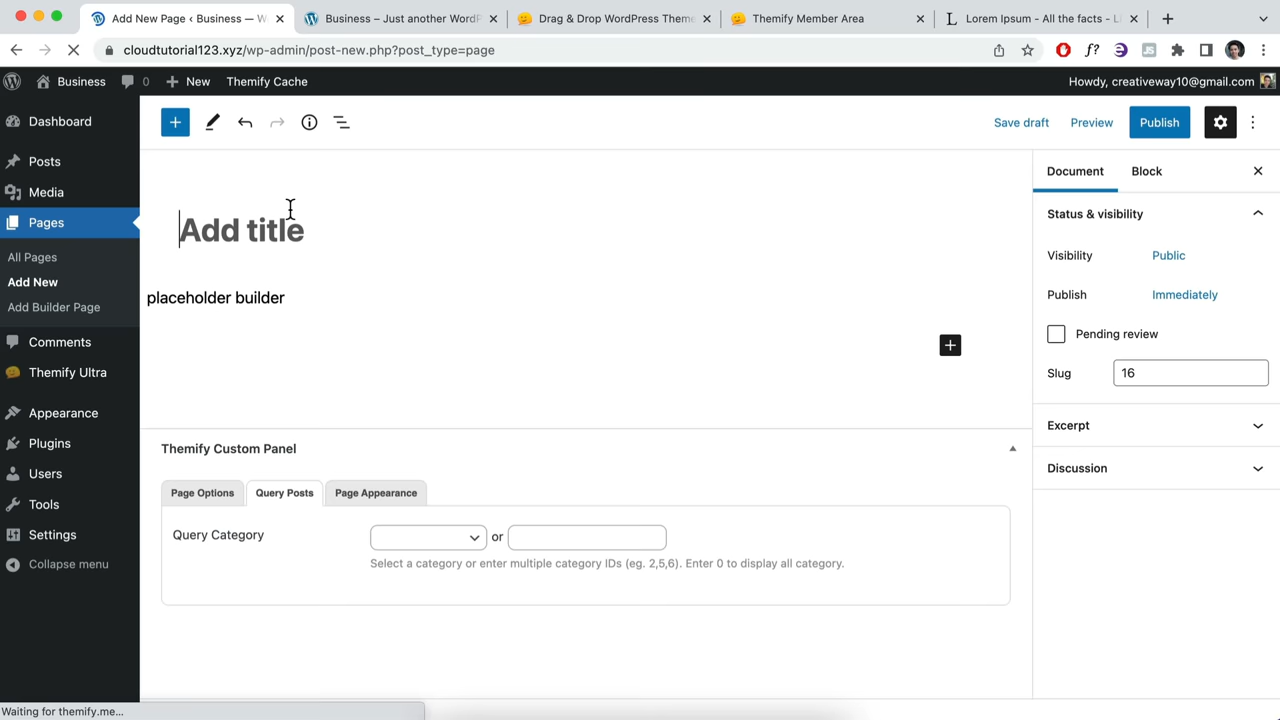 Add New Page ‹ Business — W
Business – Just another WordP
Drag & Drop WordPress Theme
Themify Member Area
Lorem Ipsum - All the facts - Li
cloudtutorial123.xyz/wp-admin/post-new.php?post_type=page
f?
JS
Business
0
New
Themify Cache
Howdy, creativeway10@gmail.com
Dashboard
Posts
Media
Pages
All Pages
Add New
Add Builder Page
Comments
Themify Ultra
Appearance
Plugins
Users
Tools
Settings
Collapse menu
Save draft
Preview
Publish
Add title
placeholder builder
Themify Custom Panel
Page Options
Query Posts
Page Appearance
Query Category
or
Select a category or enter multiple category IDs (eg. 2,5,6). Enter 0 to display all category.
Document
Block
Status & visibility
Visibility
Public
Publish
Immediately
Pending review
Slug
16
Excerpt
Discussion
Waiting for themify.me...